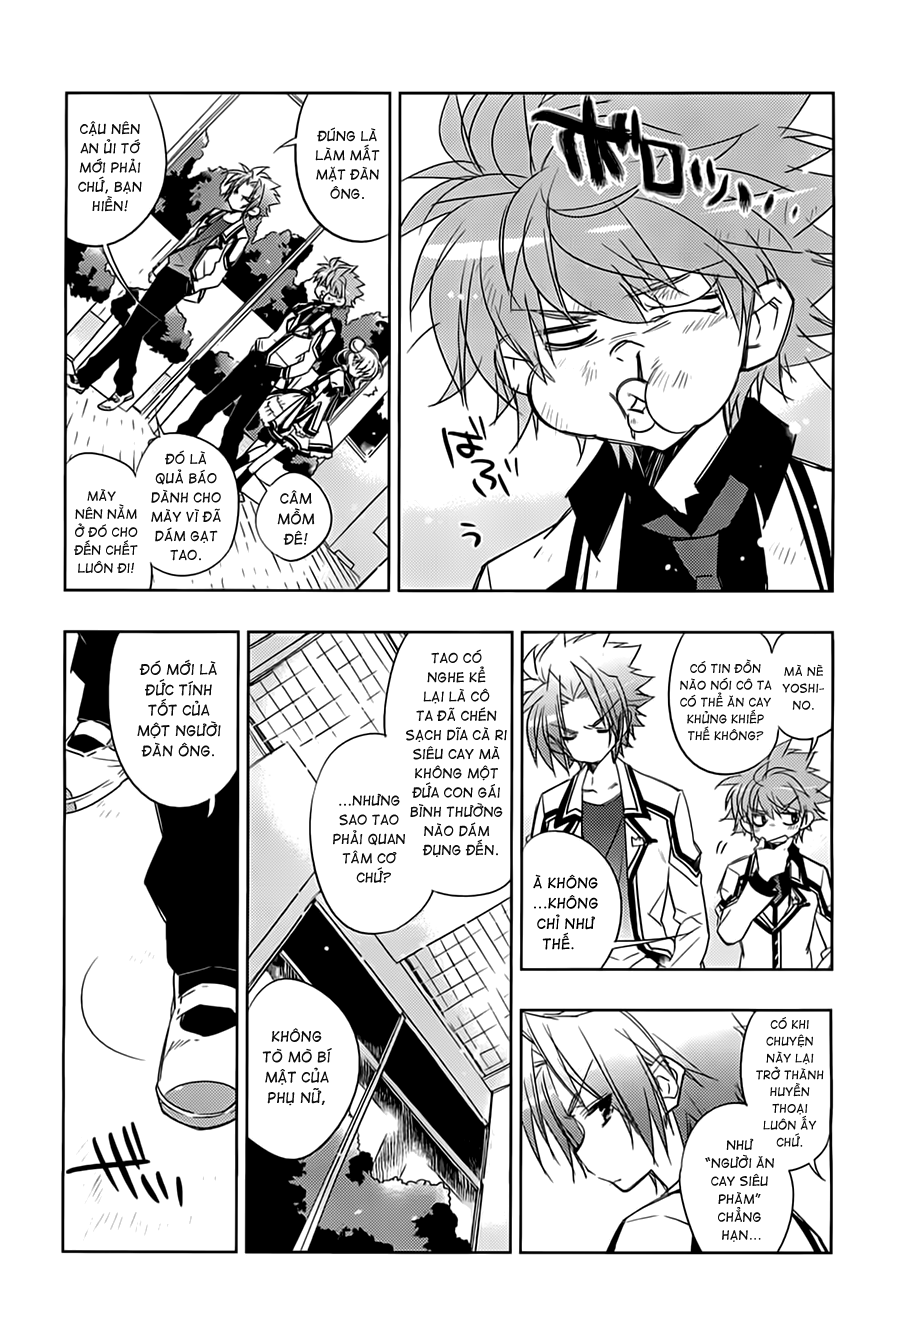 ボロッ…
はぶ
ぅ
ĐÚNG LÀ
LÀM MẤT
MẶT ĐÀN
ÔNG.
CẬU NÊN
AN ỦI TỚ
MỚI PHẢI
CHỨ, BẠN
HIỀN!
CÂM
MỒM
ĐÊ!
ĐÓ LÀ
QUẢ BÁO
DÀNH CHO
MÀY VÌ ĐÃ
DÁM GẠT
TAO.
MÀY
NÊN NẰM
Ở ĐÓ CHO
ĐẾN CHẾT
LUÔN ĐI!
MÀ NÈ
YOSHI-
NO.
CÓ TIN ĐỒN
NÀO NÓI CÔ TA
CÓ THỂ ĂN CAY
KHỦNG KHIẾP
THẾ KHÔNG?
À KHÔNG
...KHÔNG
CHỈ NHƯ
THẾ.
CÓ KHI
CHUYỆN
NÀY LẠI
TRỞ THÀNH
HUYỀN
THOẠI
LUÔN ẤY
CHỨ.
NHƯ
“NGƯỜI ĂN
CAY SIÊU
PHÀM”
CHẲNG
HẠN...
TAO CÓ
NGHE KỂ
LẠI LÀ CÔ
TA ĐÃ CHÉN
SẠCH DĨA CÀ RI
SIÊU CAY MÀ
KHÔNG MỘT
ĐỨA CON GÁI
BÌNH THƯỜNG
NÀO DÁM
ĐỤNG ĐẾN.
...NHƯNG
SAO TAO
PHẢI QUAN
TÂM CƠ
CHỨ?
KHÔNG
TÒ MÒ BÍ
MẬT CỦA
PHỤ NỮ,
ĐÓ MỚI LÀ
ĐỨC TÍNH
TỐT CỦA
MỘT NGƯỜI
ĐÀN ÔNG.